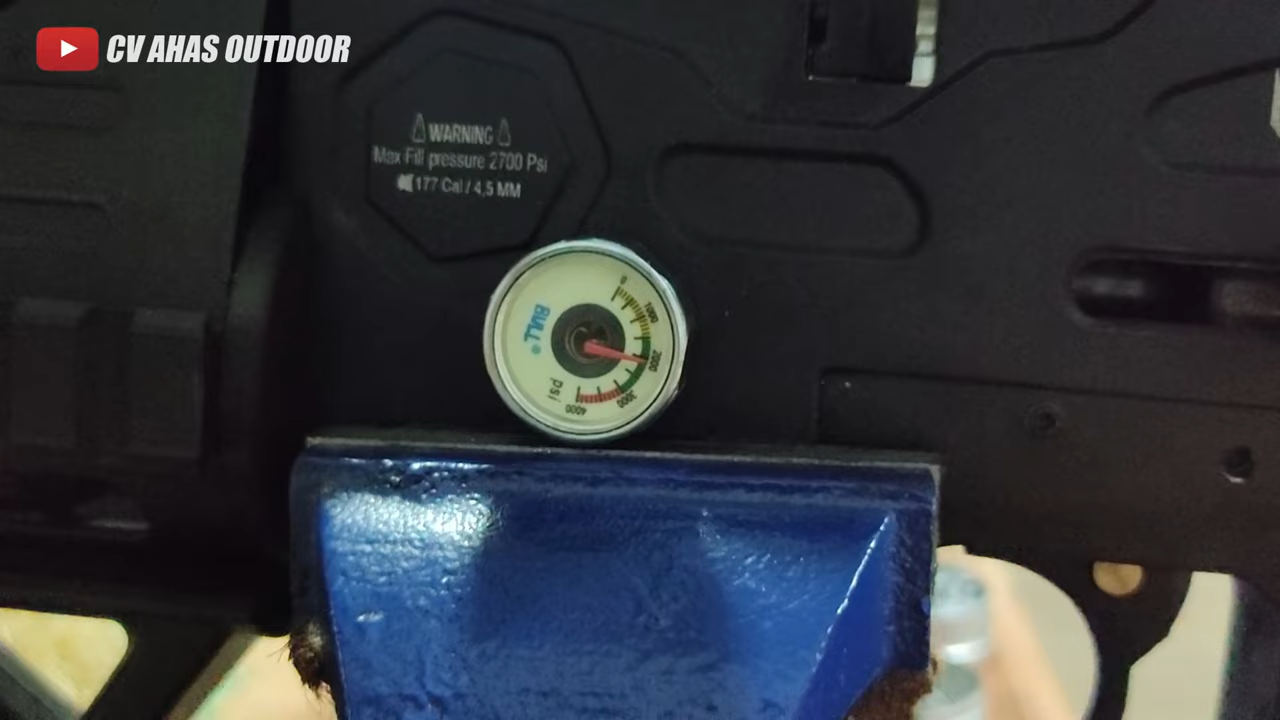 CV AHAS OUTDOOR
WARNING
Max Fill pressure 2700 Psi
177 Cal / 4,5 MM
0
1000
2000
3000
4000
BULL
psi